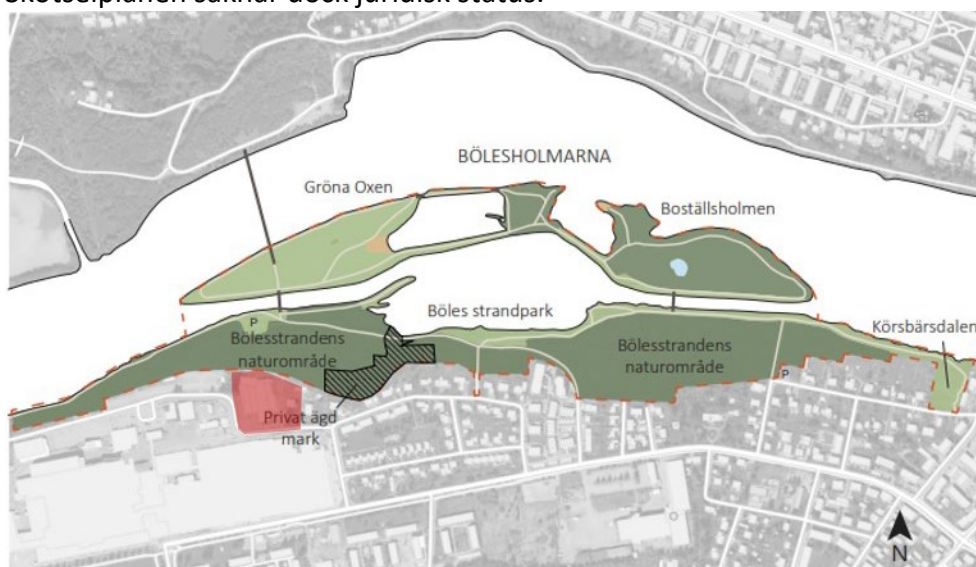 Skötselplanen saknar dock juridisk status.
BÖLESHOLMARNA
Gröna Oxen
Boställsholmen
Böles strandpark
Körsbärsdalen
P
Bölesstrandens
naturområde
Bölesstrandens
naturområde
P
Privat ägd
mark
N